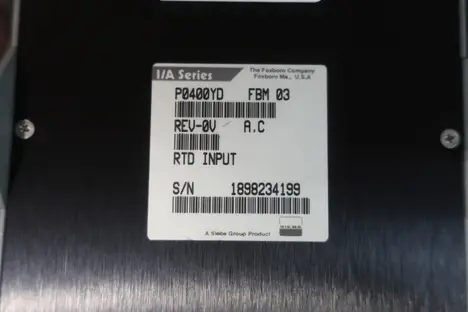 I/A Series
The Foxboro Company
Foxboro Ma., U.S.A
P0400YD FBM 03
REV-0V A.C
RTD INPUT
S/N 1898234199
A Siebe Group Product